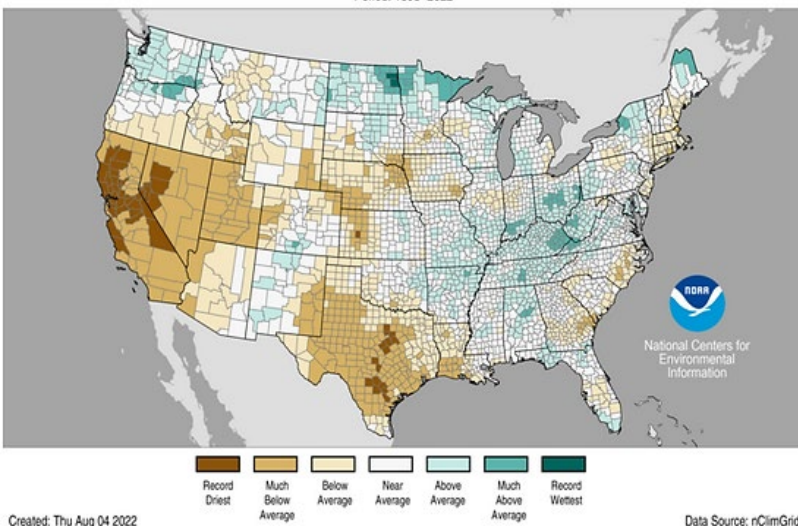 NOAA
National Centers for
Environmental
Information
Record
Driest
Much
Below
Average
Below
Average
Near
Average
Above
Average
Much
Above
Average
Record
Wettest
Created: Thu Aug 04 2022
Data Source: nClimGrid